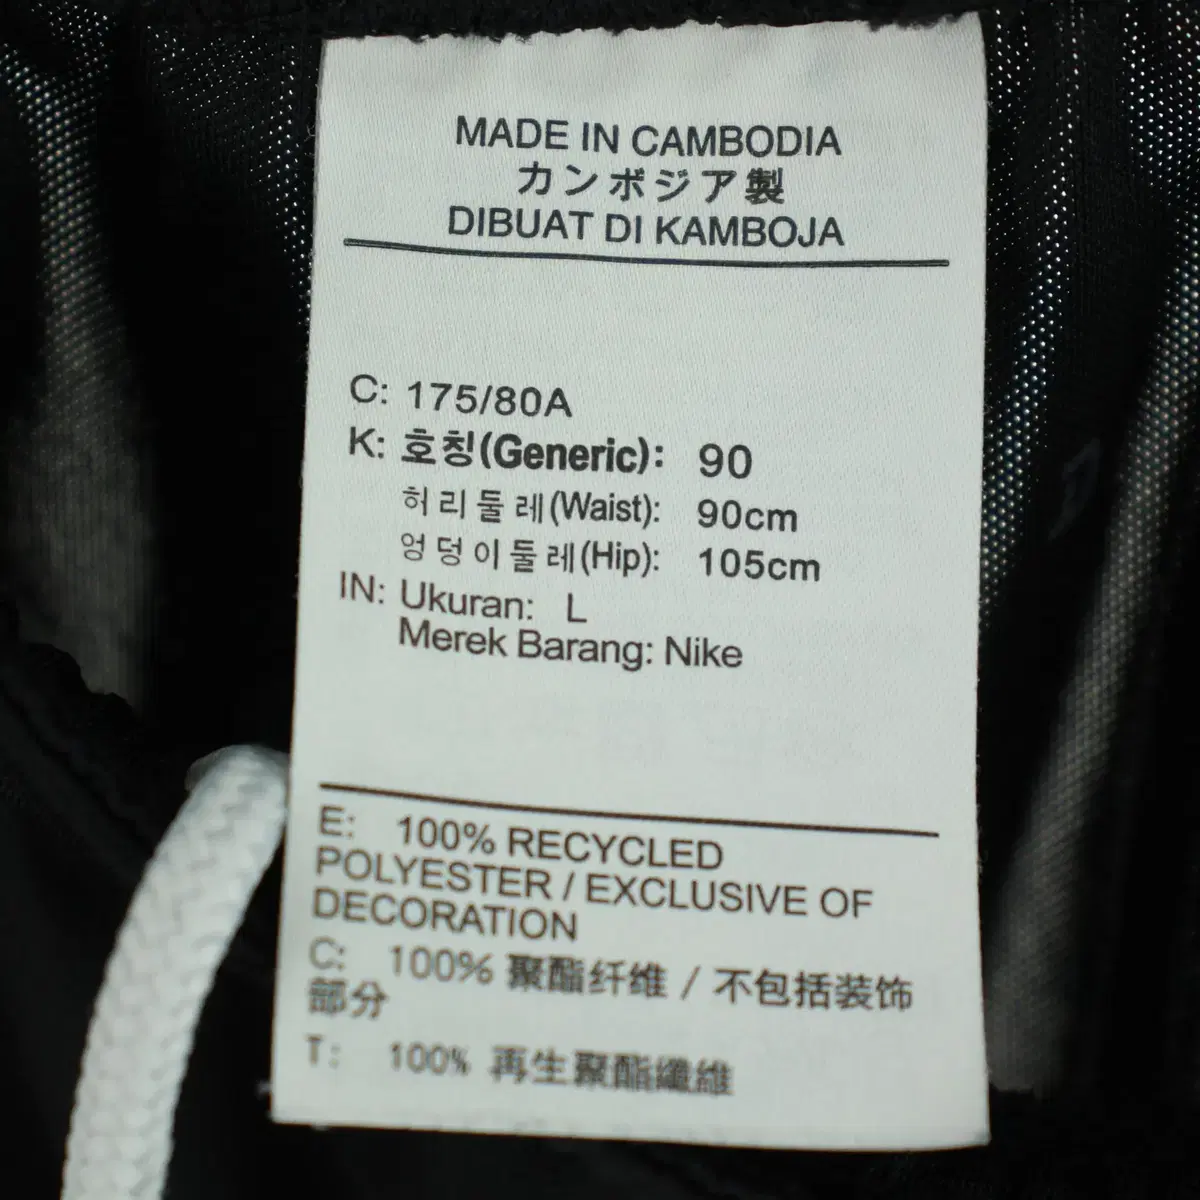 MADE IN CAMBODIA
カンボジア製
DIBUAT DI KAMBOJA
C: 175/80A
K: 호칭(Generic): 90
허리둘레(Waist): 90cm
엉덩이둘레(Hip): 105cm
IN: Ukuran: L
Merek Barang: Nike
E: 100% RECYCLED
POLYESTER / EXCLUSIVE OF
DECORATION
C: 100% 聚酯纤维 / 不包括装饰
部分
T: 100% 再生聚酯纖維